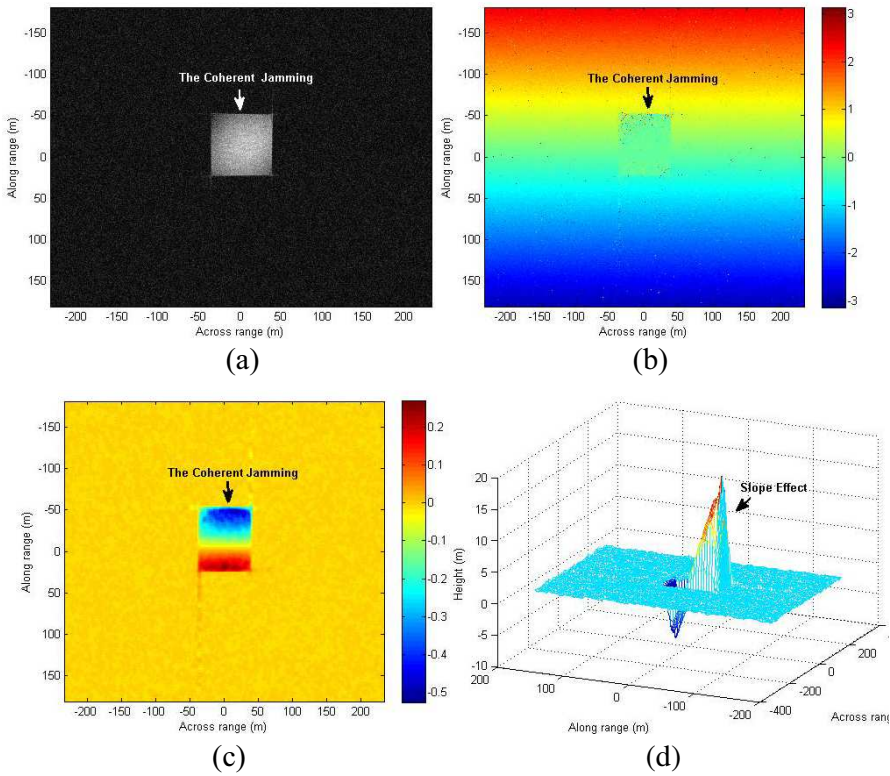 The Coherent Jamming
-150
-100
-50
0
50
100
150
Along range (m)
-200 -150 -100 -50 0 50 100 150 200
Across range (m)
(a)
The Coherent Jamming
-150
-100
-50
0
50
100
150
Along range (m)
-200 -150 -100 -50 0 50 100 150 200
Across range (m)
3
2
1
0
-1
-2
-3
(b)
The Coherent Jamming
-150
-100
-50
0
50
100
150
Along range (m)
-200 -150 -100 -50 0 50 100 150 200
Across range (m)
0.2
0.1
0
-0.1
-0.2
-0.3
-0.4
-0.5
(c)
Slope Effect
20
15
10
5
0
-5
-10
Height (m)
200 100 0 -100 -200
Along range (m)
-400 -200 0 200
Across rang
(d)